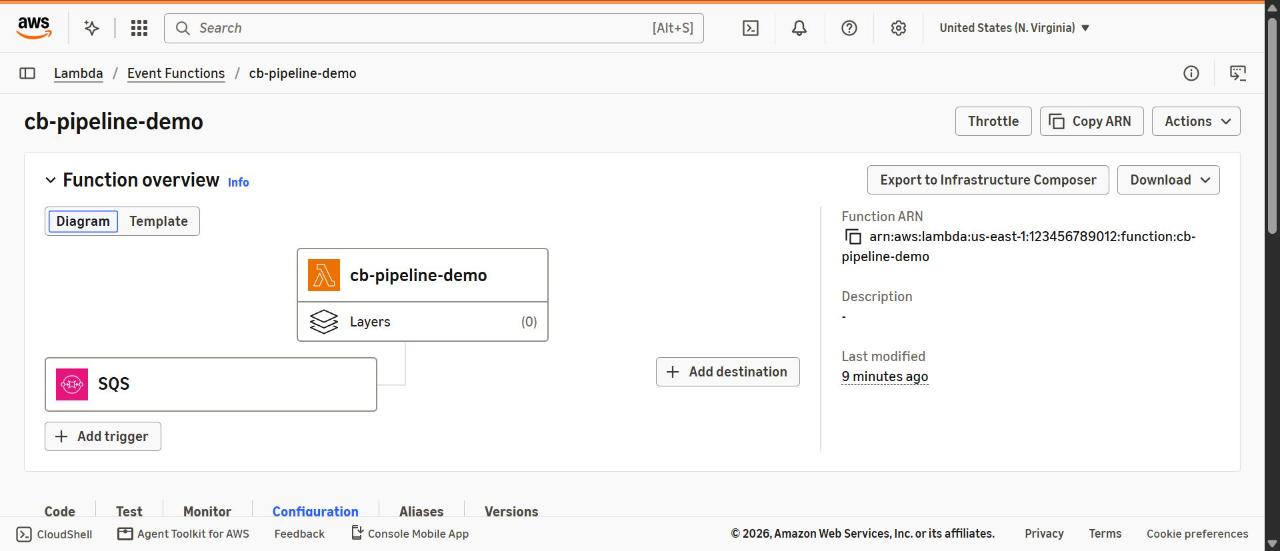 aws
Search [Alt+S]
United States (N. Virginia)
Lambda / Event Functions / cb-pipeline-demo
cb-pipeline-demo
Throttle
Copy ARN
Actions
Function overview Info
Export to Infrastructure Composer
Download
Diagram
Template
cb-pipeline-demo
Layers (0)
SQS
+ Add trigger
+ Add destination
Function ARN
arn:aws:lambda:us-east-1:123456789012:function:cb-
pipeline-demo
Description
-
Last modified
9 minutes ago
Code Test Monitor Configuration Aliases Versions
CloudShell Agent Toolkit for AWS Feedback Console Mobile App © 2026, Amazon Web Services, Inc. or its affiliates. Privacy Terms Cookie preferences